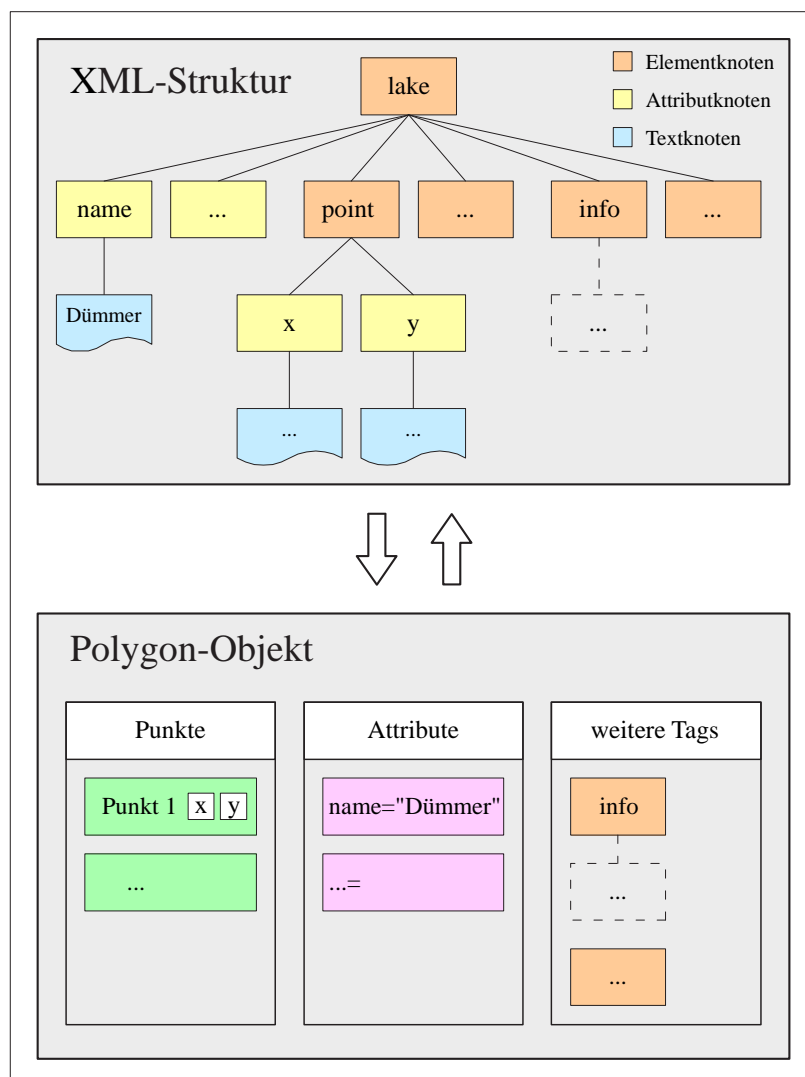 XML-Struktur
lake
Elementknoten
Attributknoten
Textknoten
name
...
point
...
info
...
Dümmer
x
y
...
...
...
Polygon-Objekt
Punkte
Attribute
weitere Tags
Punkt 1 x y
name="Dümmer"
info
...
...=
...
...